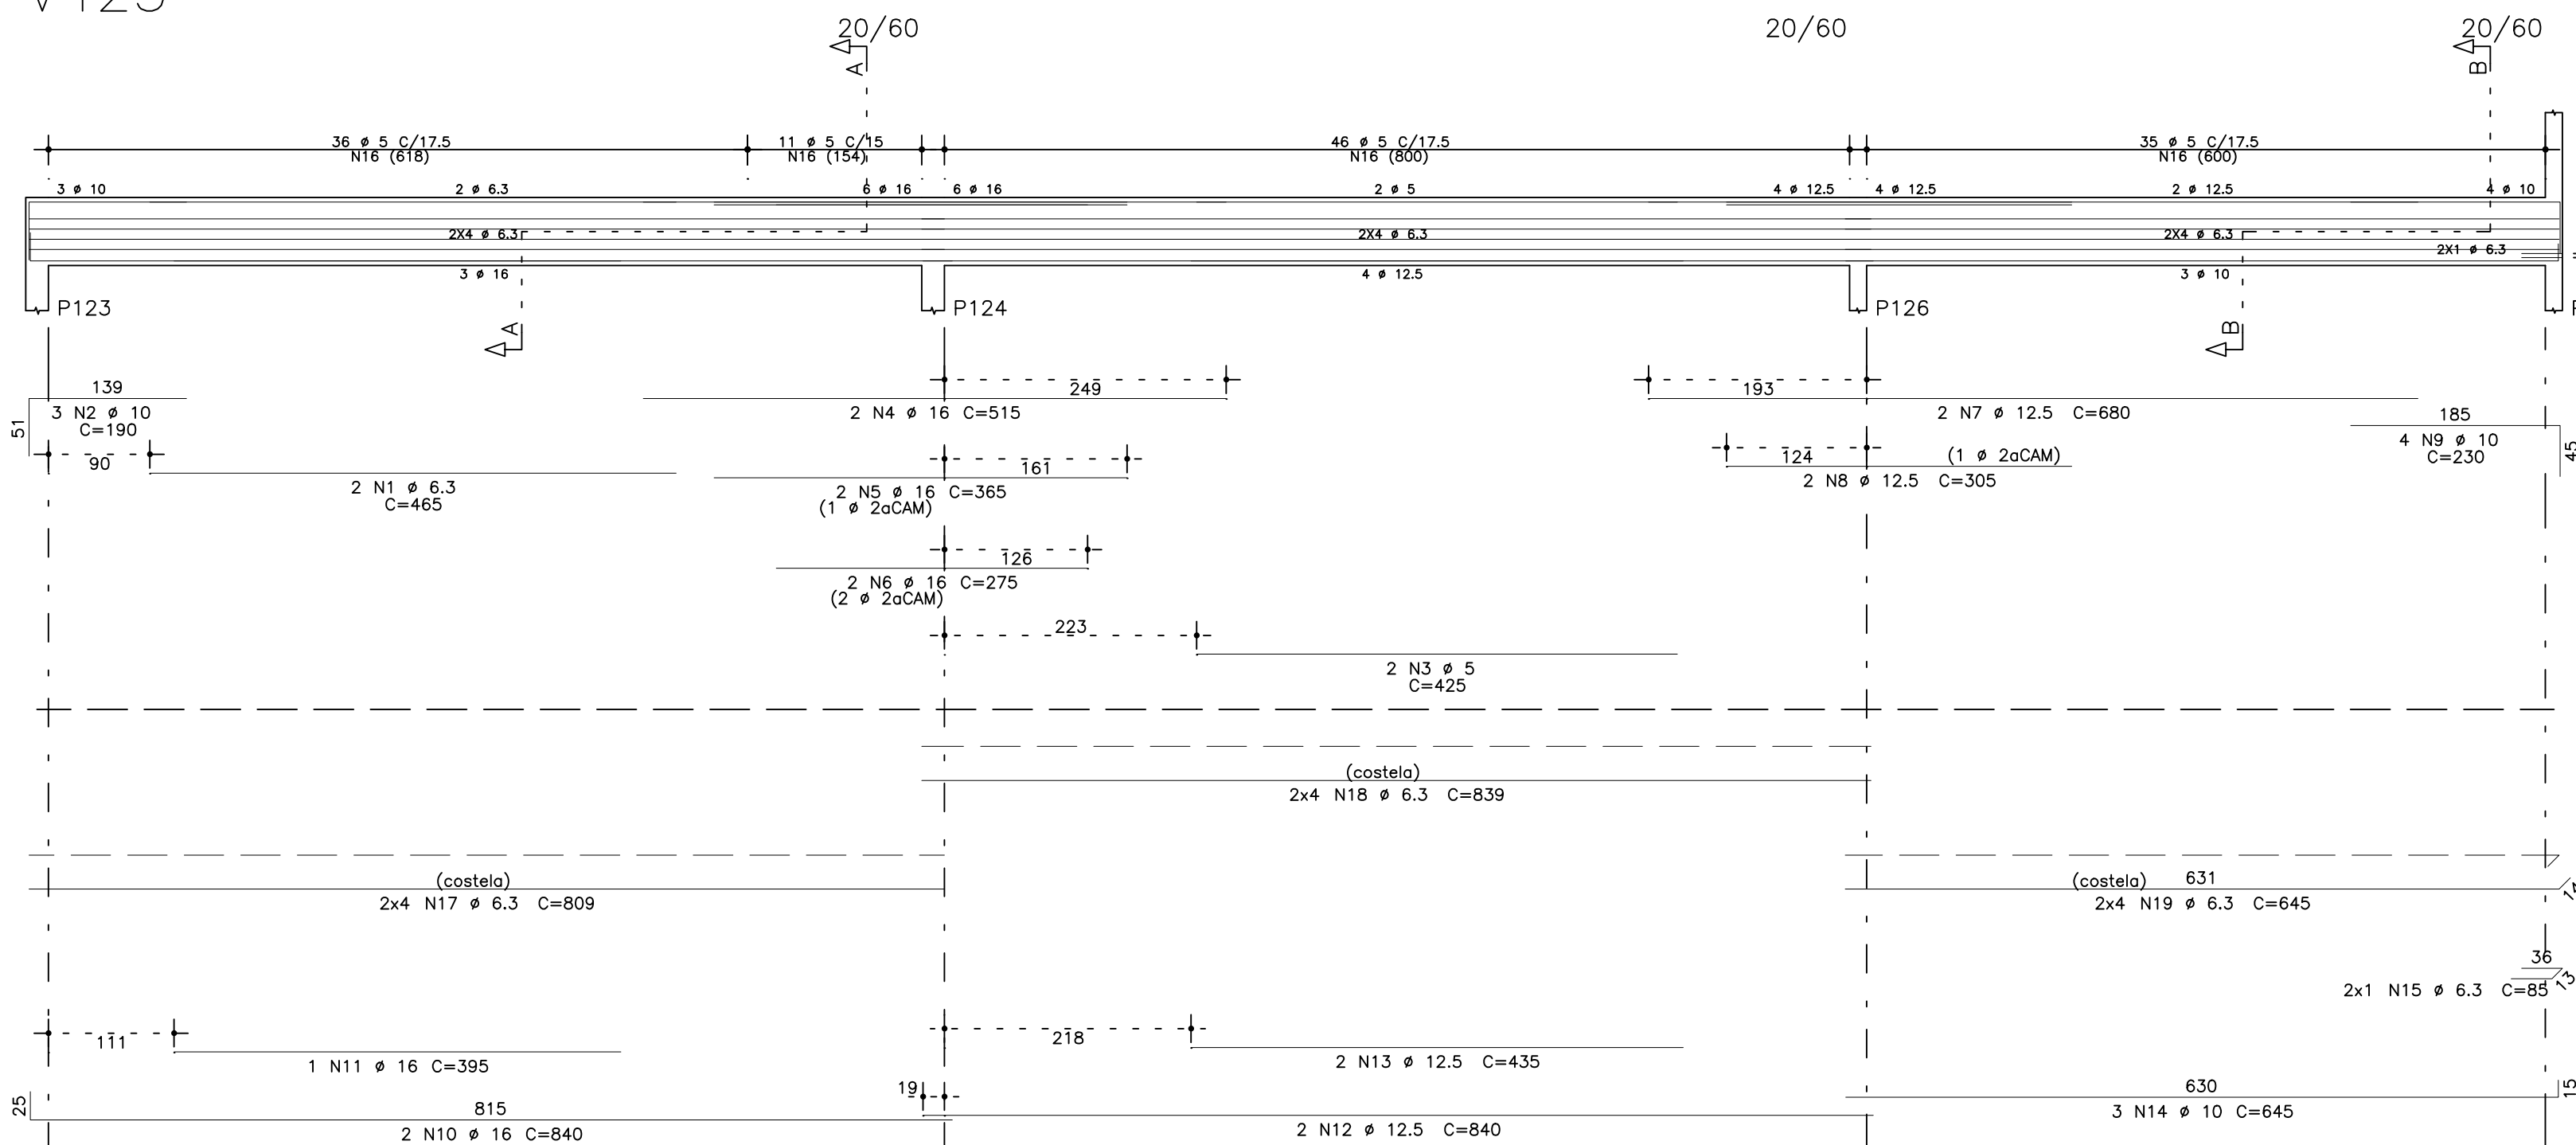 20/60 20/60 20/60
A B
36 ø 5 C/17.5 11 ø 5 C/15 46 ø 5 C/17.5 35 ø 5 C/17.5
N16 (618) N16 (154) N16 (800) N16 (600)
3 ø 10 2 ø 6.3 6 ø 16 6 ø 16 2 ø 5 4 ø 12.5 4 ø 12.5 2 ø 12.5 4 ø 10
2X4 ø 6.3 2X4 ø 6.3 2X4 ø 6.3
2X1 ø 6.3
3 ø 16 4 ø 12.5 3 ø 10
P123 P124 P126
A B
139 249 193
3 N2 ø 10 2 N4 ø 16 C=515 2 N7 ø 12.5 C=680 185
C=190 4 N9 ø 10
51 C=230
45
90 161 124 (1 ø 2aCAM)
2 N1 ø 6.3 2 N5 ø 16 C=365 2 N8 ø 12.5 C=305
C=465 (1 ø 2aCAM)
126
2 N6 ø 16 C=275
(2 ø 2aCAM)
223
2 N3 ø 5
C=425
(costela)
2x4 N18 ø 6.3 C=839
(costela) (costela) 631
2x4 N17 ø 6.3 C=809 2x4 N19 ø 6.3 C=645
14
36
13
2x1 N15 ø 6.3 C=85
111 218
1 N11 ø 16 C=395 2 N13 ø 12.5 C=435
19
25 815 630 15
2 N10 ø 16 C=840 2 N12 ø 12.5 C=840 3 N14 ø 10 C=645